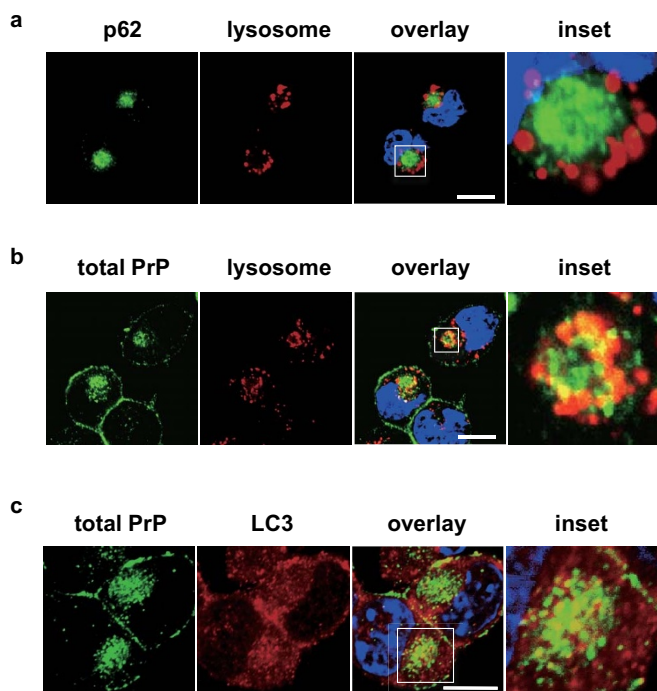 a
p62 lysosome overlay inset
b
total PrP lysosome overlay inset
c
total PrP LC3 overlay inset